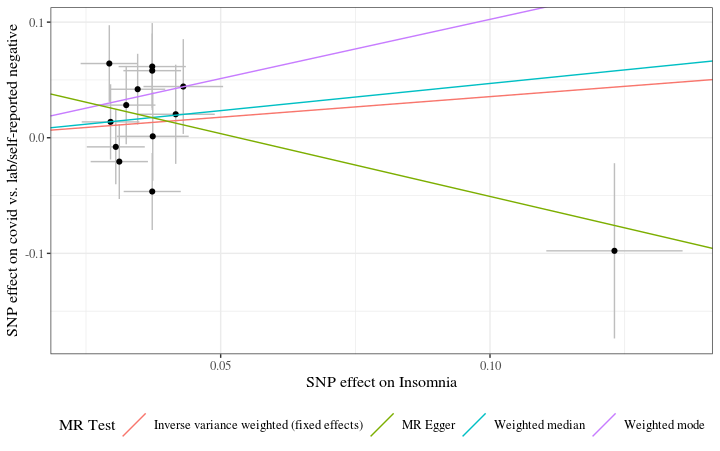 0.1
0.0
-0.1
SNP effect on covid vs. lab/self-reported negative
0.05
0.10
SNP effect on Insomnia
MR Test
Inverse variance weighted (fixed effects)
MR Egger
Weighted median
Weighted mode